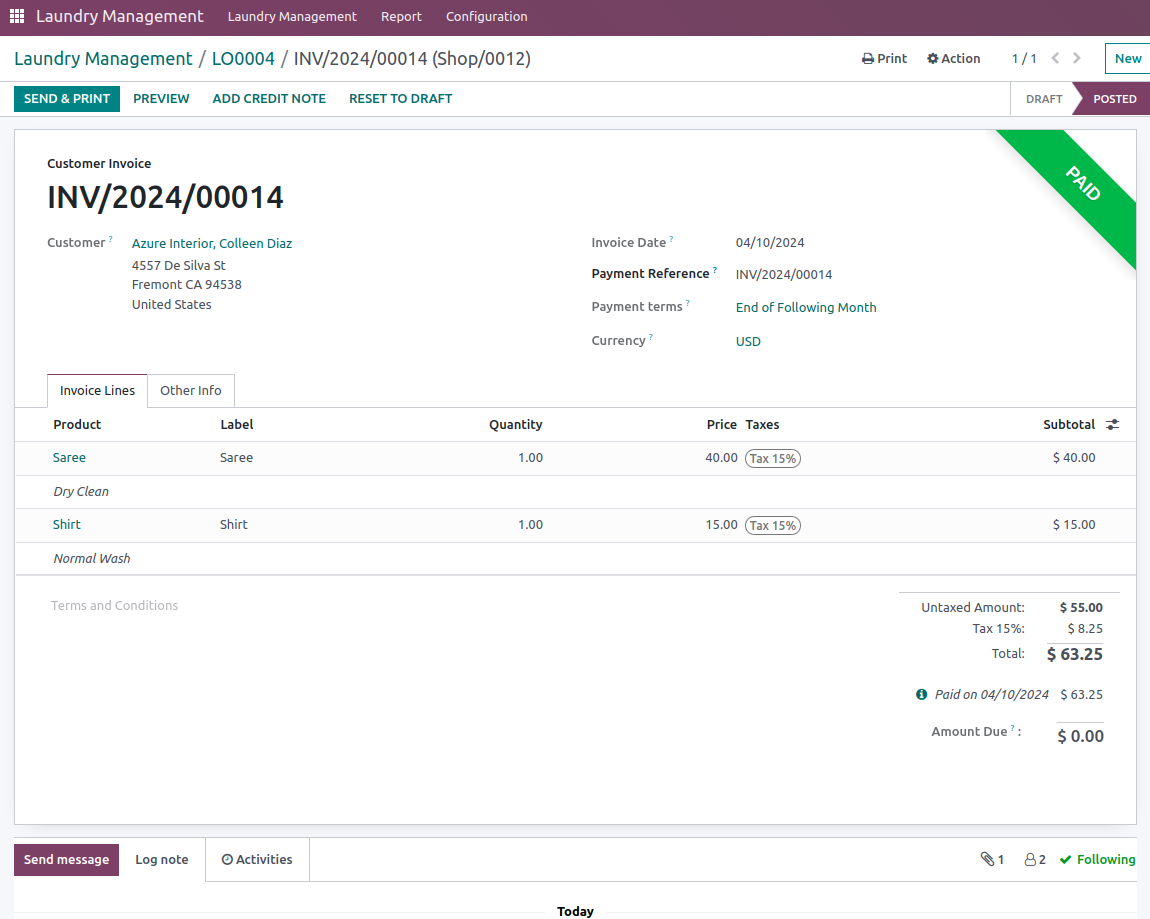 Laundry Management Laundry Management Report Configuration
Laundry Management / LO0004 / INV/2024/00014 (Shop/0012) Print Action 1 / 1 New
SEND & PRINT PREVIEW ADD CREDIT NOTE RESET TO DRAFT DRAFT POSTED
PAID
Customer Invoice
INV/2024/00014
Customer ? Azure Interior, Colleen Diaz Invoice Date ? 04/10/2024
4557 De Silva St
Fremont CA 94538
United States
Payment Reference ? INV/2024/00014
Payment terms ? End of Following Month
Currency ? USD
Invoice Lines Other Info
Product Label Quantity Price Taxes Subtotal
Saree Saree 1.00 40.00 Tax 15% $ 40.00
Dry Clean
Shirt Shirt 1.00 15.00 Tax 15% $ 15.00
Normal Wash
Terms and Conditions
Untaxed Amount: $ 55.00
Tax 15%: $ 8.25
Total: $ 63.25
Paid on 04/10/2024 $ 63.25
Amount Due ? : $ 0.00
Send message Log note Activities 1 2 Following
Today